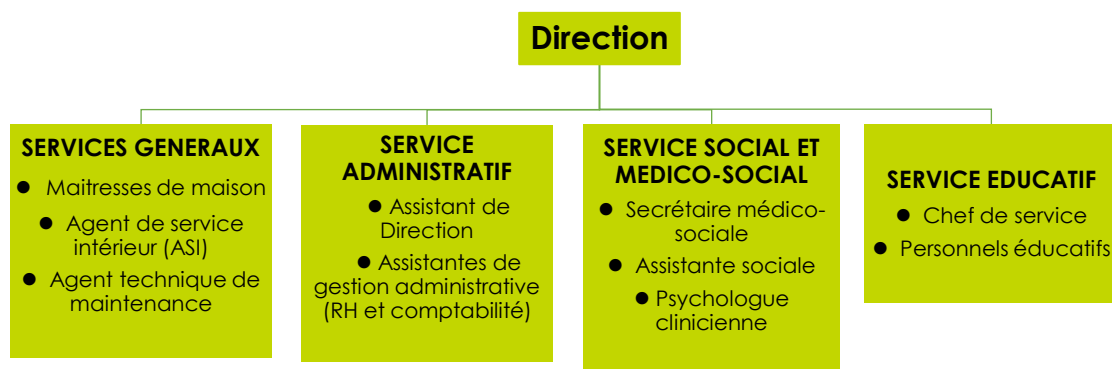 Direction
SERVICES GENERAUX
● Maitresses de maison
● Agent de service
intérieur (ASI)
● Agent technique de
maintenance
SERVICE
ADMINISTRATIF
● Assistant de
Direction
● Assistantes de
gestion administrative
(RH et comptabilité)
SERVICE SOCIAL ET
MEDICO-SOCIAL
● Secrétaire médico-
sociale
● Assistante sociale
● Psychologue
clinicienne
SERVICE EDUCATIF
● Chef de service
● Personnels éducatifs